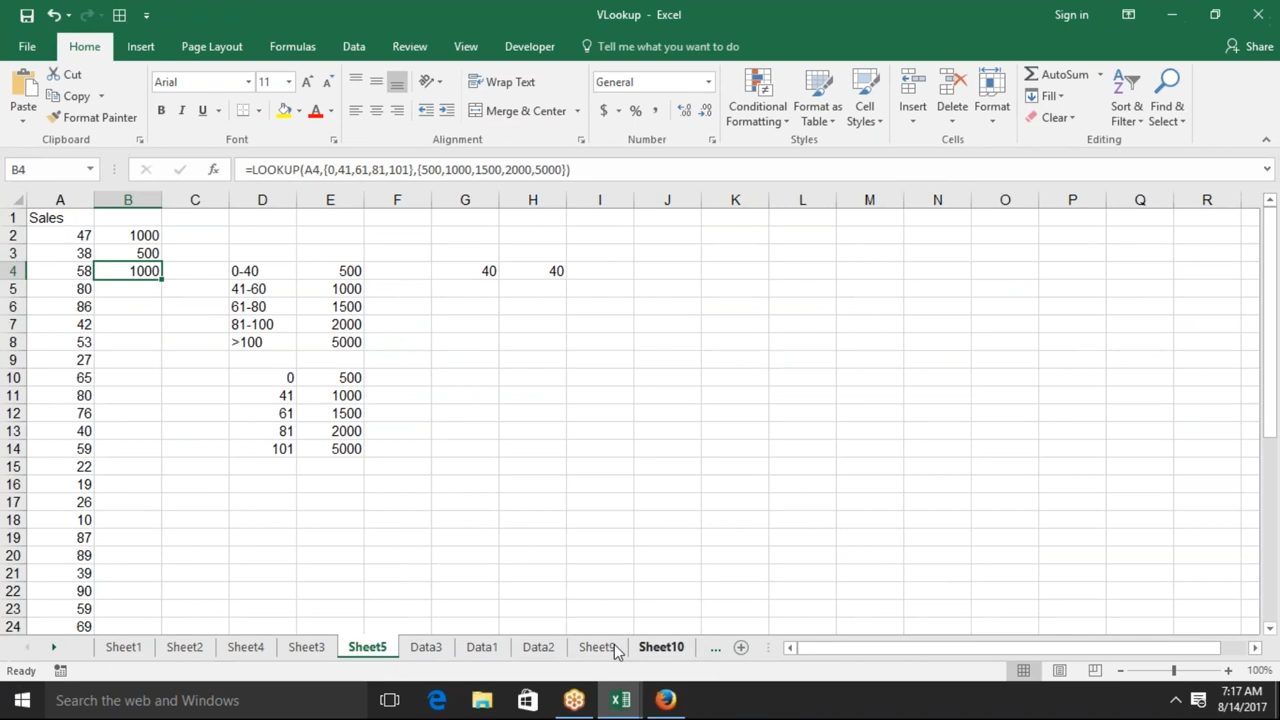 VLookup - Excel
Sign in
File Home Insert Page Layout Formulas Data Review View Developer Tell me what you want to do Share
Paste Cut Copy Format Painter
Arial 11 B I U A
Wrap Text Merge & Center
General $ % ,
Conditional Formatting Format as Table Cell Styles
Insert Delete Format
AutoSum Fill Clear Sort & Filter Find & Select
Clipboard Font Alignment Number Styles Cells Editing
B4 fx =LOOKUP(A4,{0,41,61,81,101},{500,1000,1500,2000,5000})
A B C D E F G H I J K L M N O P Q R
1 Sales
2 47 1000
3 38 500
4 58 1000 0-40 500 40 40
5 80 41-60 1000
6 86 61-80 1500
7 42 81-100 2000
8 53 >100 5000
9 27
10 65 0 500
11 80 41 1000
12 76 61 1500
13 40 81 2000
14 59 101 5000
15 22
16 19
17 26
18 10
19 87
20 89
21 39
22 90
23 59
24 69
Sheet1 Sheet2 Sheet4 Sheet3 Sheet5 Data3 Data1 Data2 Sheet9 Sheet10 ...
Ready 100%
Search the web and Windows
7:17 AM
8/14/2017